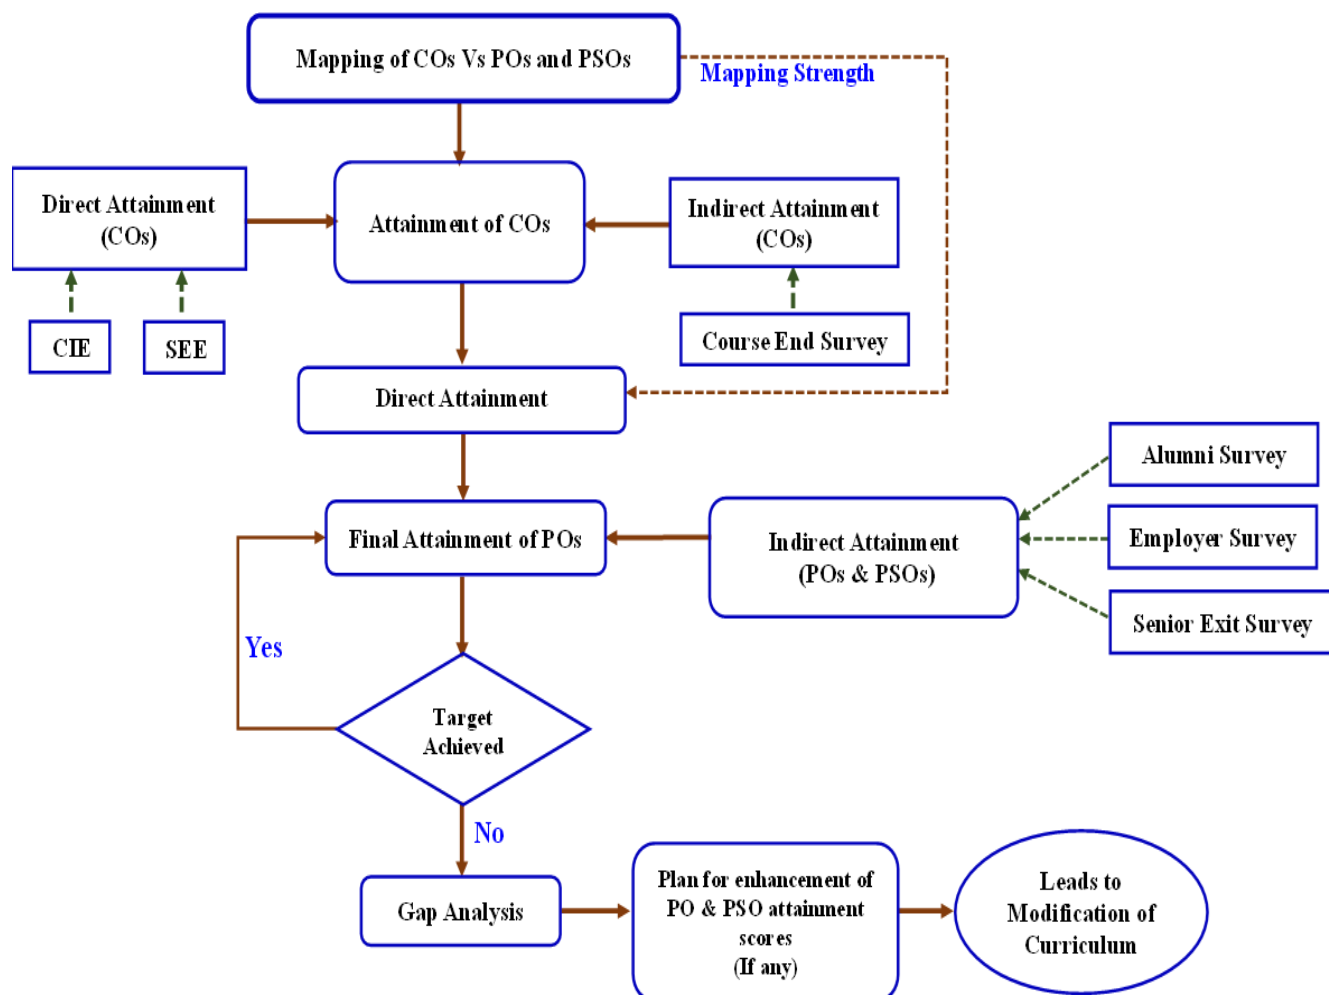 Mapping of COs Vs POs and PSOs
Mapping Strength
Direct Attainment
(COs)
Attainment of COs
Indirect Attainment
(COs)
CIE
SEE
Course End Survey
Direct Attainment
Alumni Survey
Final Attainment of POs
Indirect Attainment
(POs & PSOs)
Employer Survey
Senior Exit Survey
Yes
Target
Achieved
No
Gap Analysis
Plan for enhancement of
PO & PSO attainment
scores
(If any)
Leads to
Modification of
Curriculum